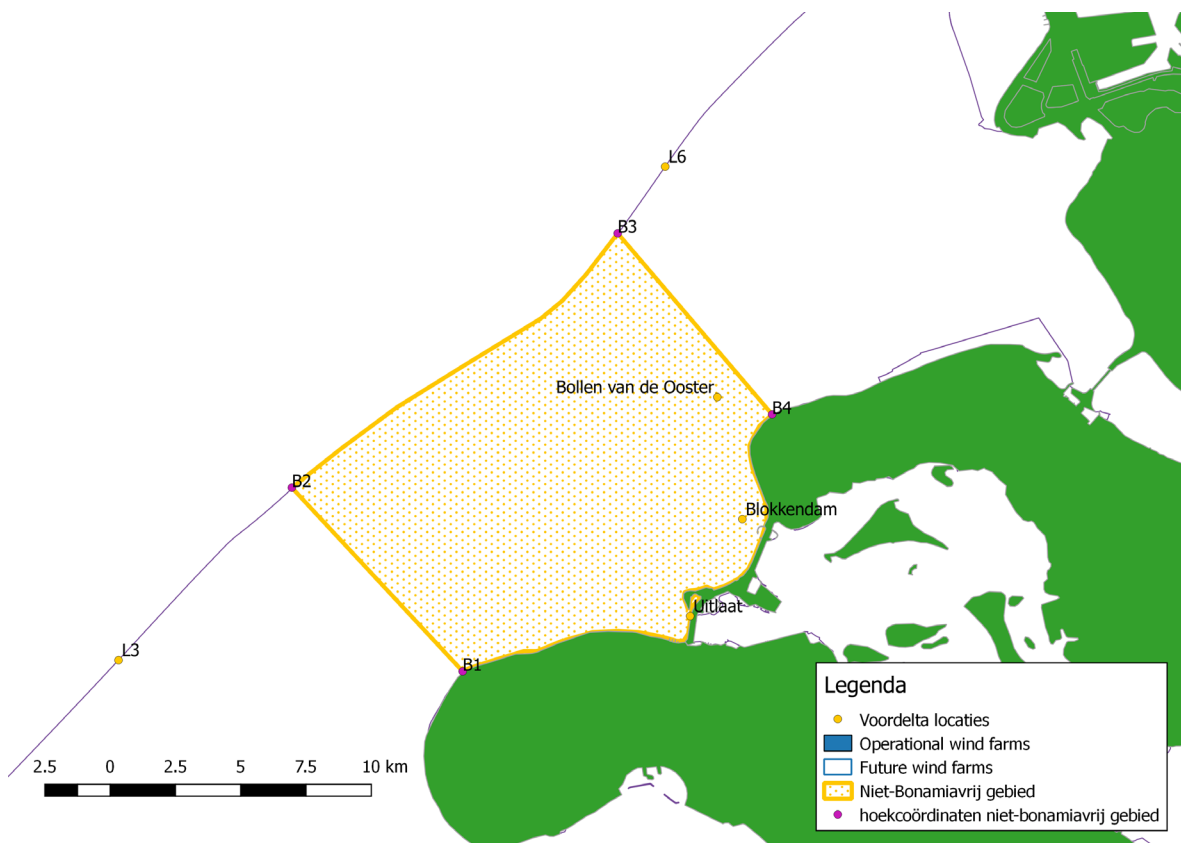 L6
B3
Bollen van de Ooster
B4
B2
Blokkendam
Uitlaat
L3
B1
Legenda
Voordelta locaties
Operational wind farms
Future wind farms
Niet-Bonamiavrij gebied
hoekcoördinaten niet-bonamiavrij gebied
2.5 0 2.5 5 7.5 10 km